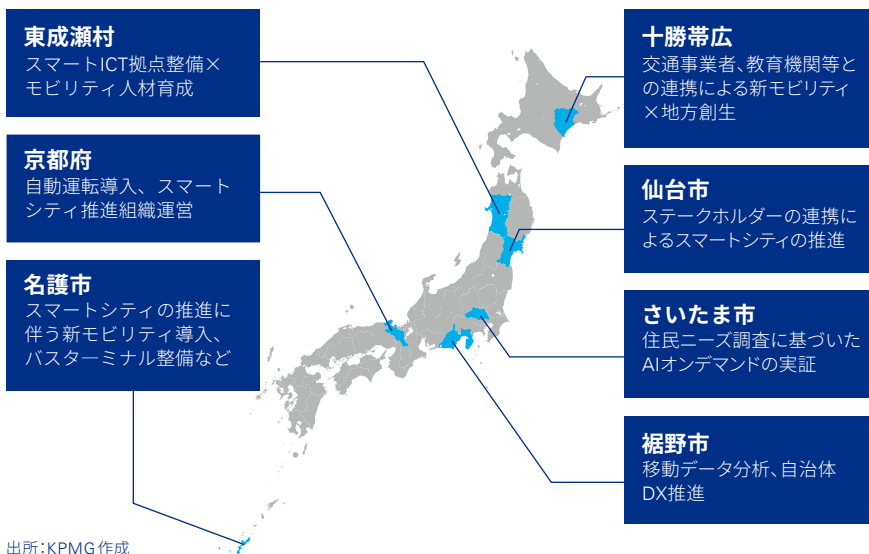 東成瀬村
スマートICT拠点整備×
モビリティ人材育成
京都府
自動運転導入、スマート
シティ推進組織運営
名護市
スマートシティの推進に
伴う新モビリティ導入、
バスターミナル整備など
十勝帯広
交通事業者、教育機関等と
の連携による新モビリティ
×地方創生
仙台市
ステークホルダーの連携に
よるスマートシティの推進
さいたま市
住民ニーズ調査に基づいた
AIオンデマンドの実証
裾野市
移動データ分析、自治体
DX推進
出所：KPMG作成